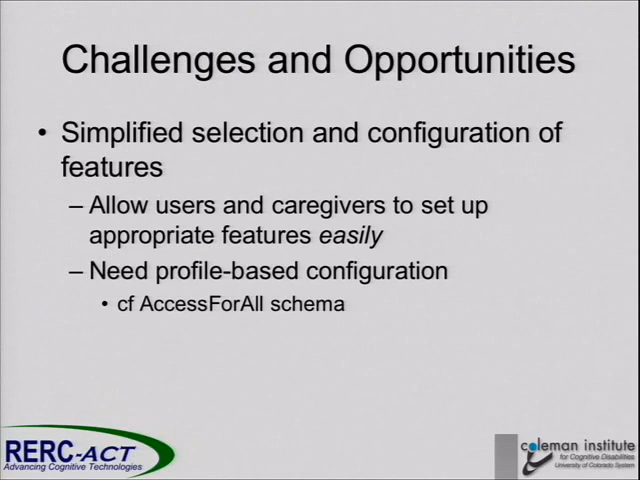 Challenges and Opportunities
• Simplified selection and configuration of
features
– Allow users and caregivers to set up
appropriate features easily
– Need profile-based configuration
• cf AccessForAll schema
RERC-ACT
Advancing Cognitive Technologies
coleman institute
for Cognitive Disabilities
University of Colorado System